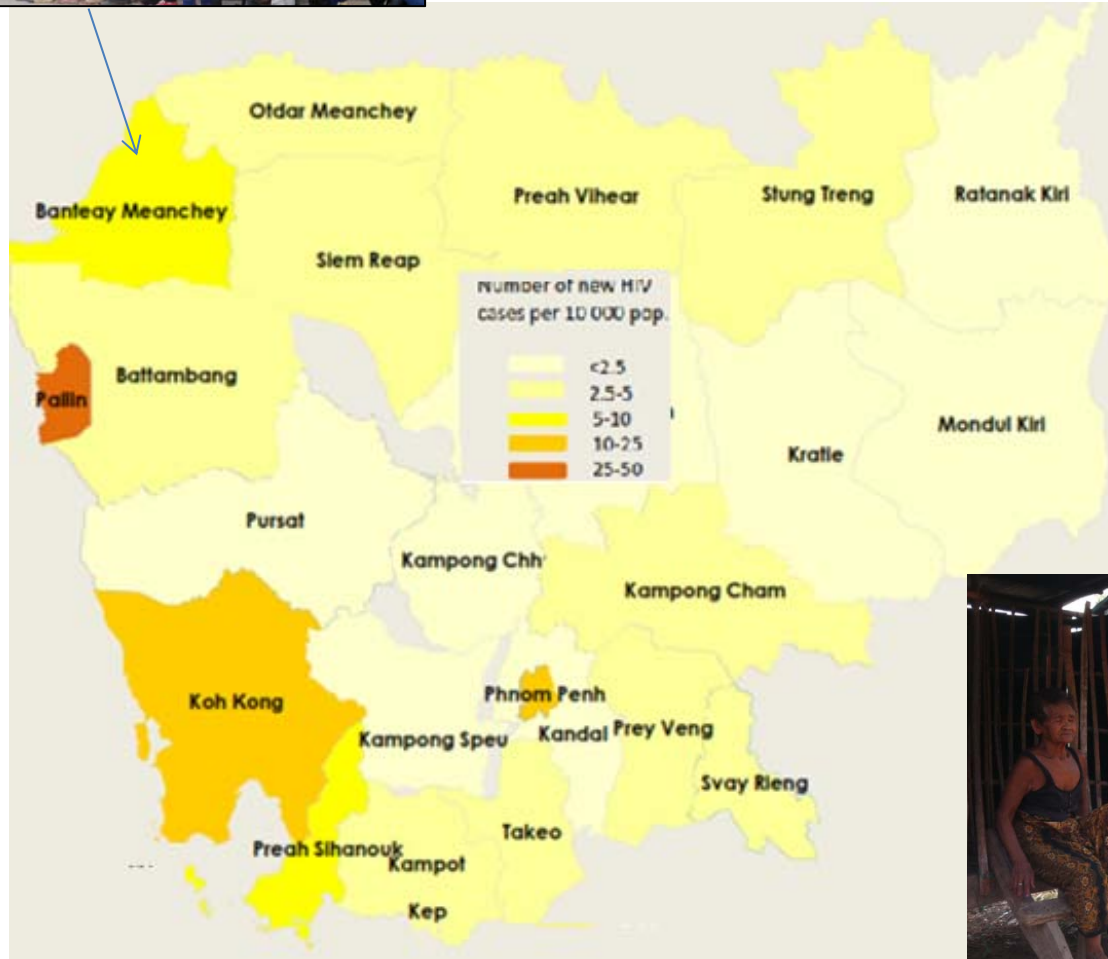 Otdar Meanchey
Banteay Meanchey
Preah Vihear
Stung Treng
Ratanak Kiri
Siem Reap
Number of new HIV
cases per 10 000 pop.
<2.5
2.5-5
5-10
10-25
25-50
Battambang
Pailin
Mondul Kiri
Kratie
Pursat
Kampong Chh
Kampong Cham
Koh Kong
Phnom Penh
Kampong Speu
Kandal
Prey Veng
Svay Rieng
Takeo
Preah Sihanouk
Kampot
Kep